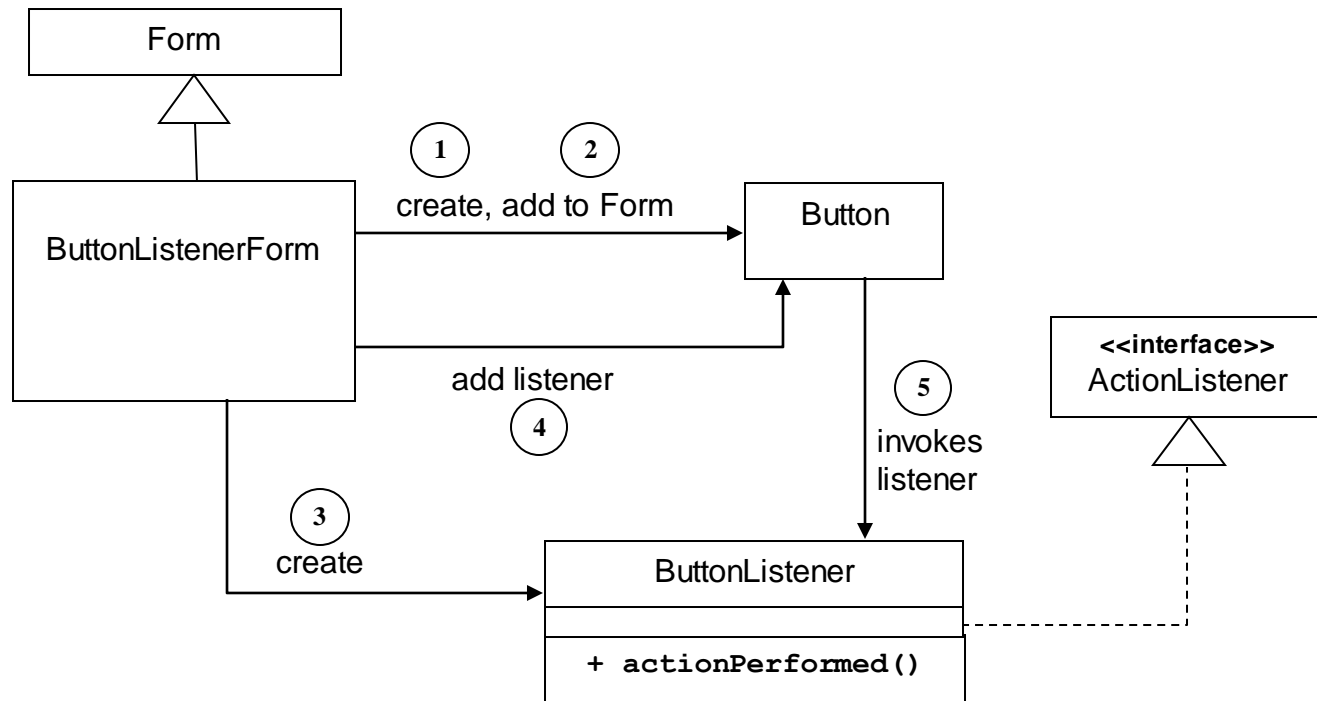 Form
1
2
create, add to Form
Button
ButtonListenerForm
add listener
4
<<interface>>
ActionListener
5
invokes
listener
3
create
ButtonListener
+ actionPerformed()